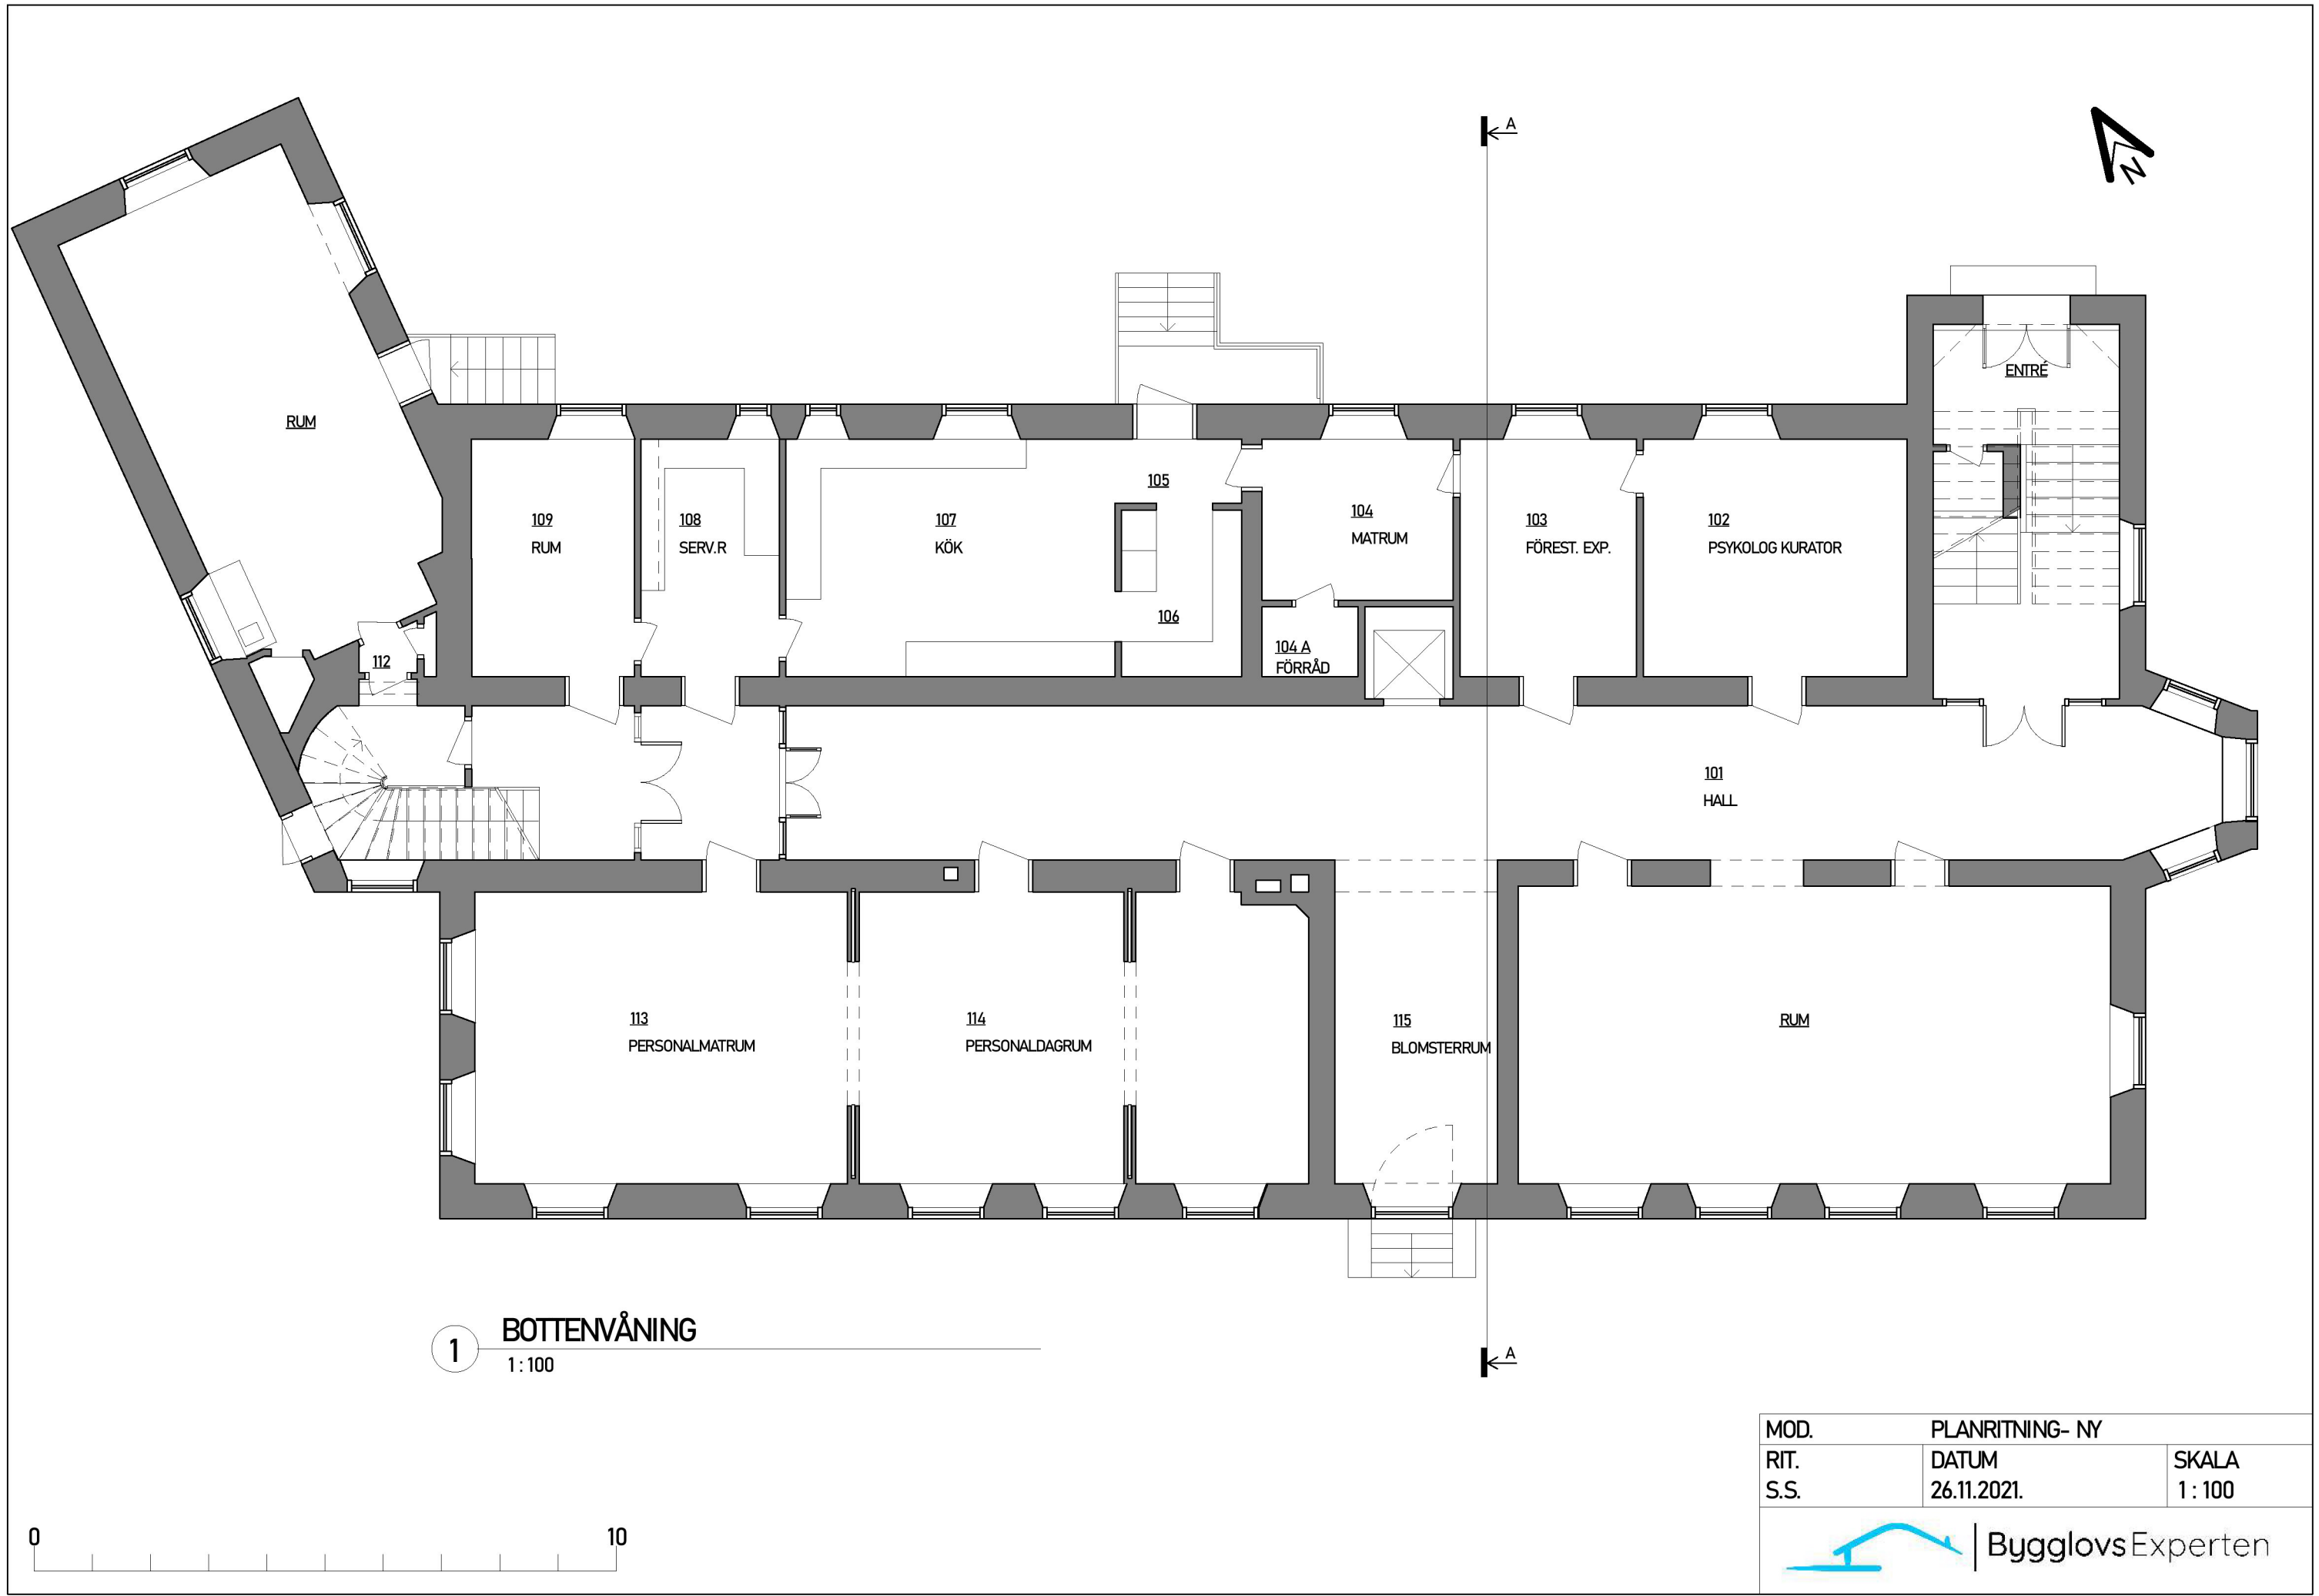 A
N
ENTRÉ
RUM
105
109
RUM
108
SERV.R
107
KÖK
104
MATRUM
103
FÖREST. EXP.
102
PSYKOLOG KURATOR
106
104 A
FÖRRÅD
112
101
HALL
113
PERSONALMATRUM
114
PERSONALDAGRUM
115
BLOMSTERRUM
RUM
1
BOTTENVÅNING
1 : 100
A
MOD. PLANRITNING- NY
RIT. DATUM SKALA
S.S. 26.11.2021. 1 : 100
BygglovsExperten
0 10